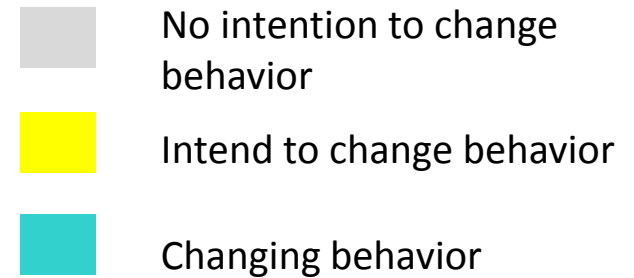 No intention to change
behavior
Intend to change behavior
Changing behavior